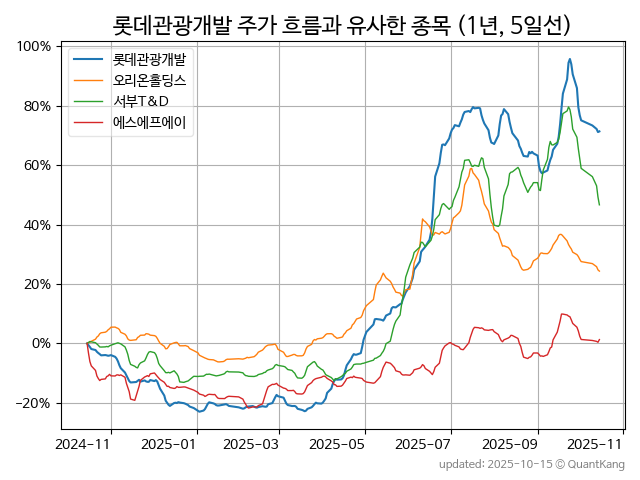 롯데관광개발 주가 흐름과 유사한 종목 (1년, 5일선)
롯데관광개발
오리온홀딩스
서부T&D
에스에프에이
100%
80%
60%
40%
20%
0%
−20%
2024-11
2025-01
2025-03
2025-05
2025-07
2025-09
2025-11
updated: 2025-10-15 © QuantKang